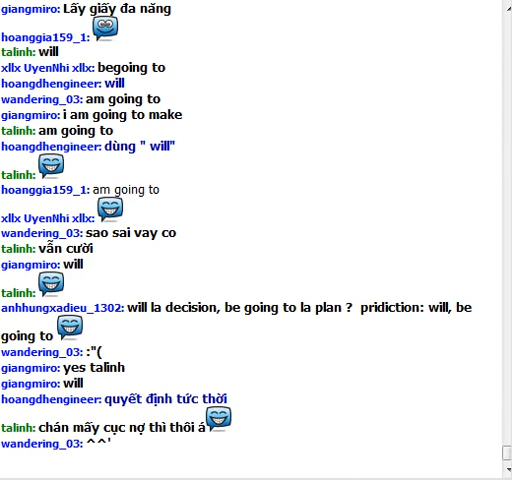 giangmiro: Lấy giấy đa năng
hoanggia159_1:
talinh: will
xllx UyenNhi xllx: begoing to
hoangdhengineer: will
wandering_03: am going to
giangmiro: i am going to make
talinh: am going to
hoangdhengineer: dùng " will"
talinh:
hoanggia159_1: am going to
xllx UyenNhi xllx:
wandering_03: sao sai vay co
talinh: vẫn cười
giangmiro: will
talinh:
anhhungxadieu_1302: will la decision, be going to la plan ? pridiction: will, be
going to
wandering_03: :"(
giangmiro: yes talinh
giangmiro: will
hoangdhengineer: quyết định tức thời
talinh: chán mấy cục nợ thì thôi á
wandering_03: ^^'